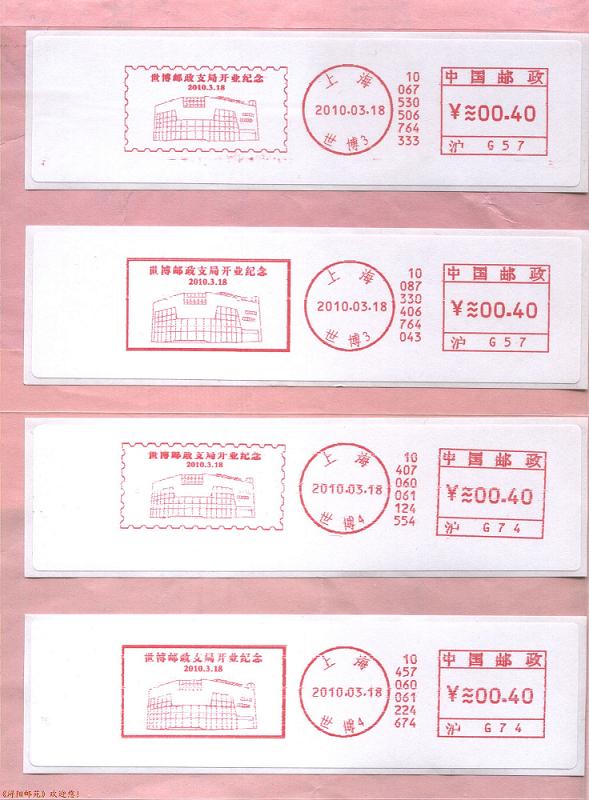 世博邮政支局开业纪念
2010.3.18
上海
2010.03.18
世博3
10
067
530
506
764
333
中国邮政
¥≋00.40
沪 G57
世博邮政支局开业纪念
2010.3.18
上海
2010.03.18
世博3
10
087
330
406
764
043
中国邮政
¥≋00.40
沪 G57
世博邮政支局开业纪念
2010.3.18
上海
2010.03.18
世博4
10
407
060
061
124
554
中国邮政
¥≋00.40
沪 G74
世博邮政支局开业纪念
2010.3.18
上海
2010.03.18
世博4
10
457
060
061
224
674
中国邮政
¥≋00.40
沪 G74
《浔阳邮苑》欢迎您!